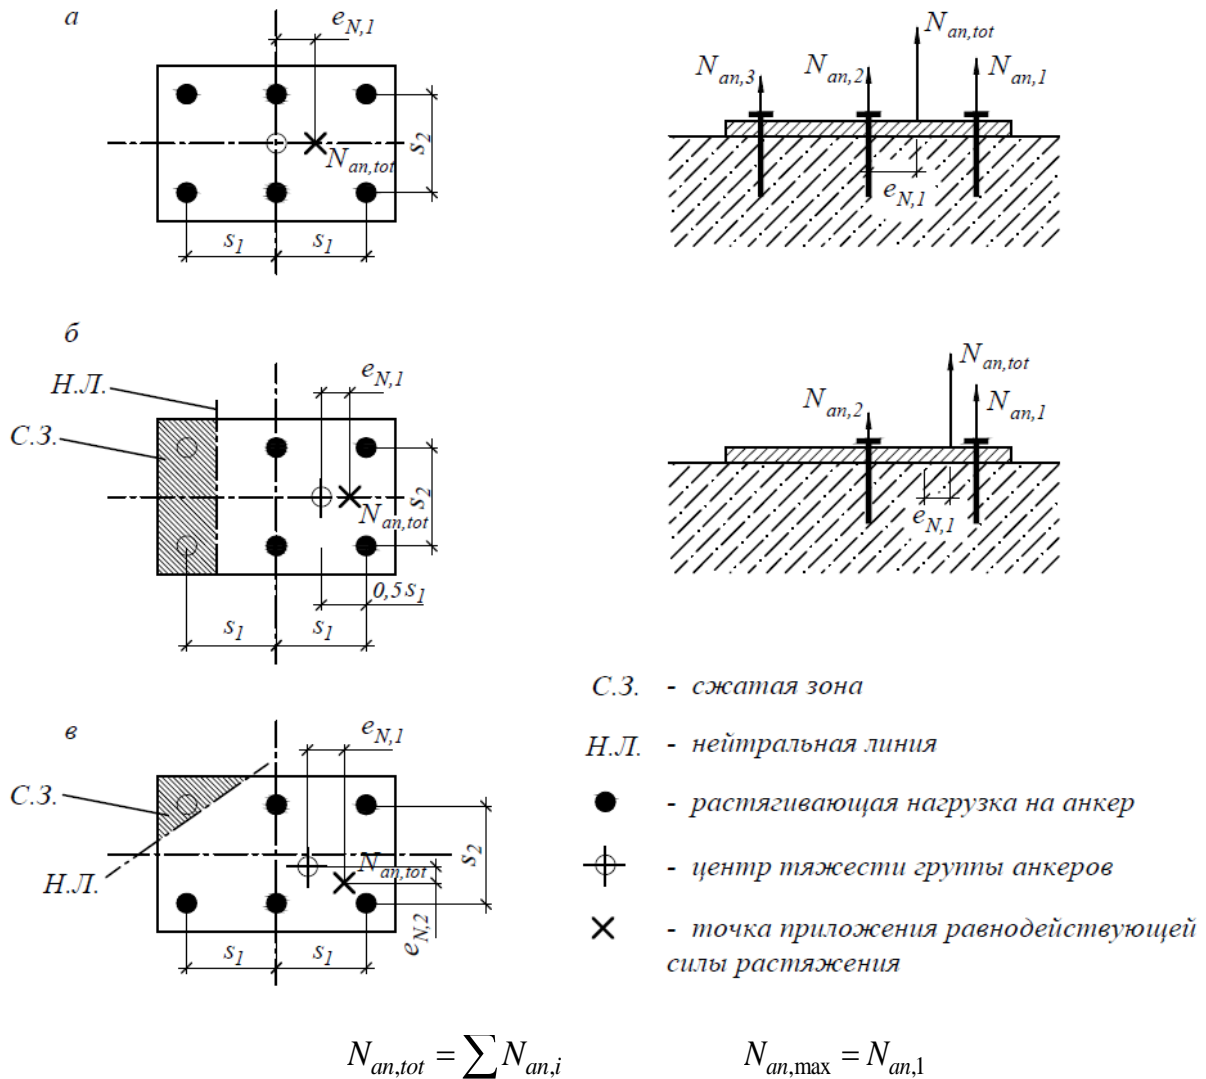 а
e_{N,1}
s_2
N_{an,tot}
s_1 s_1
N_{an,3} N_{an,2} N_{an,tot} N_{an,1}
e_{N,1}
б
Н.Л.
С.З.
e_{N,1}
s_2
N_{an,tot}
0,5 s_1
s_1 s_1
N_{an,2} N_{an,tot} N_{an,1}
e_{N,1}
в
e_{N,1}
С.З.
Н.Л.
N_{an,tot}
s_2
e_{N,2}
s_1 s_1
С.З. - сжатая зона
Н.Л. - нейтральная линия
- растягивающая нагрузка на анкер
- центр тяжести группы анкеров
- точка приложения равнодействующей
силы растяжения
N_{an,tot} = ∑ N_{an,i} N_{an,max} = N_{an,1}